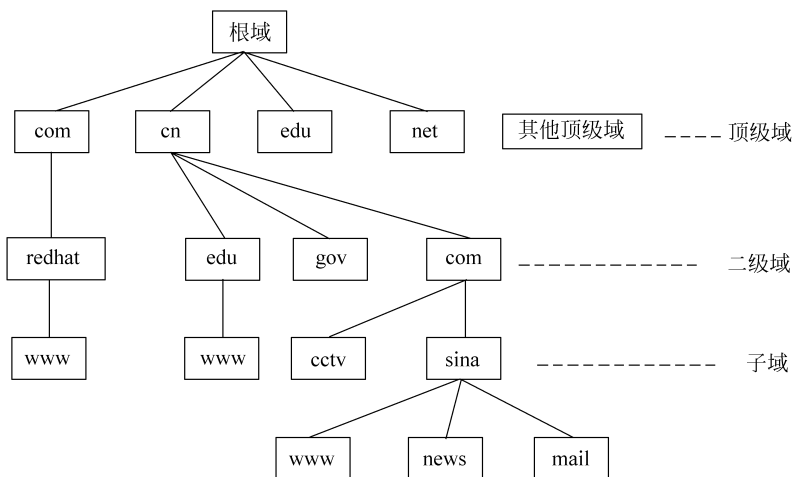 根域
com cn edu net 其他顶级域 顶级域
redhat edu gov com 二级域
www www cctv sina 子域
www news mail